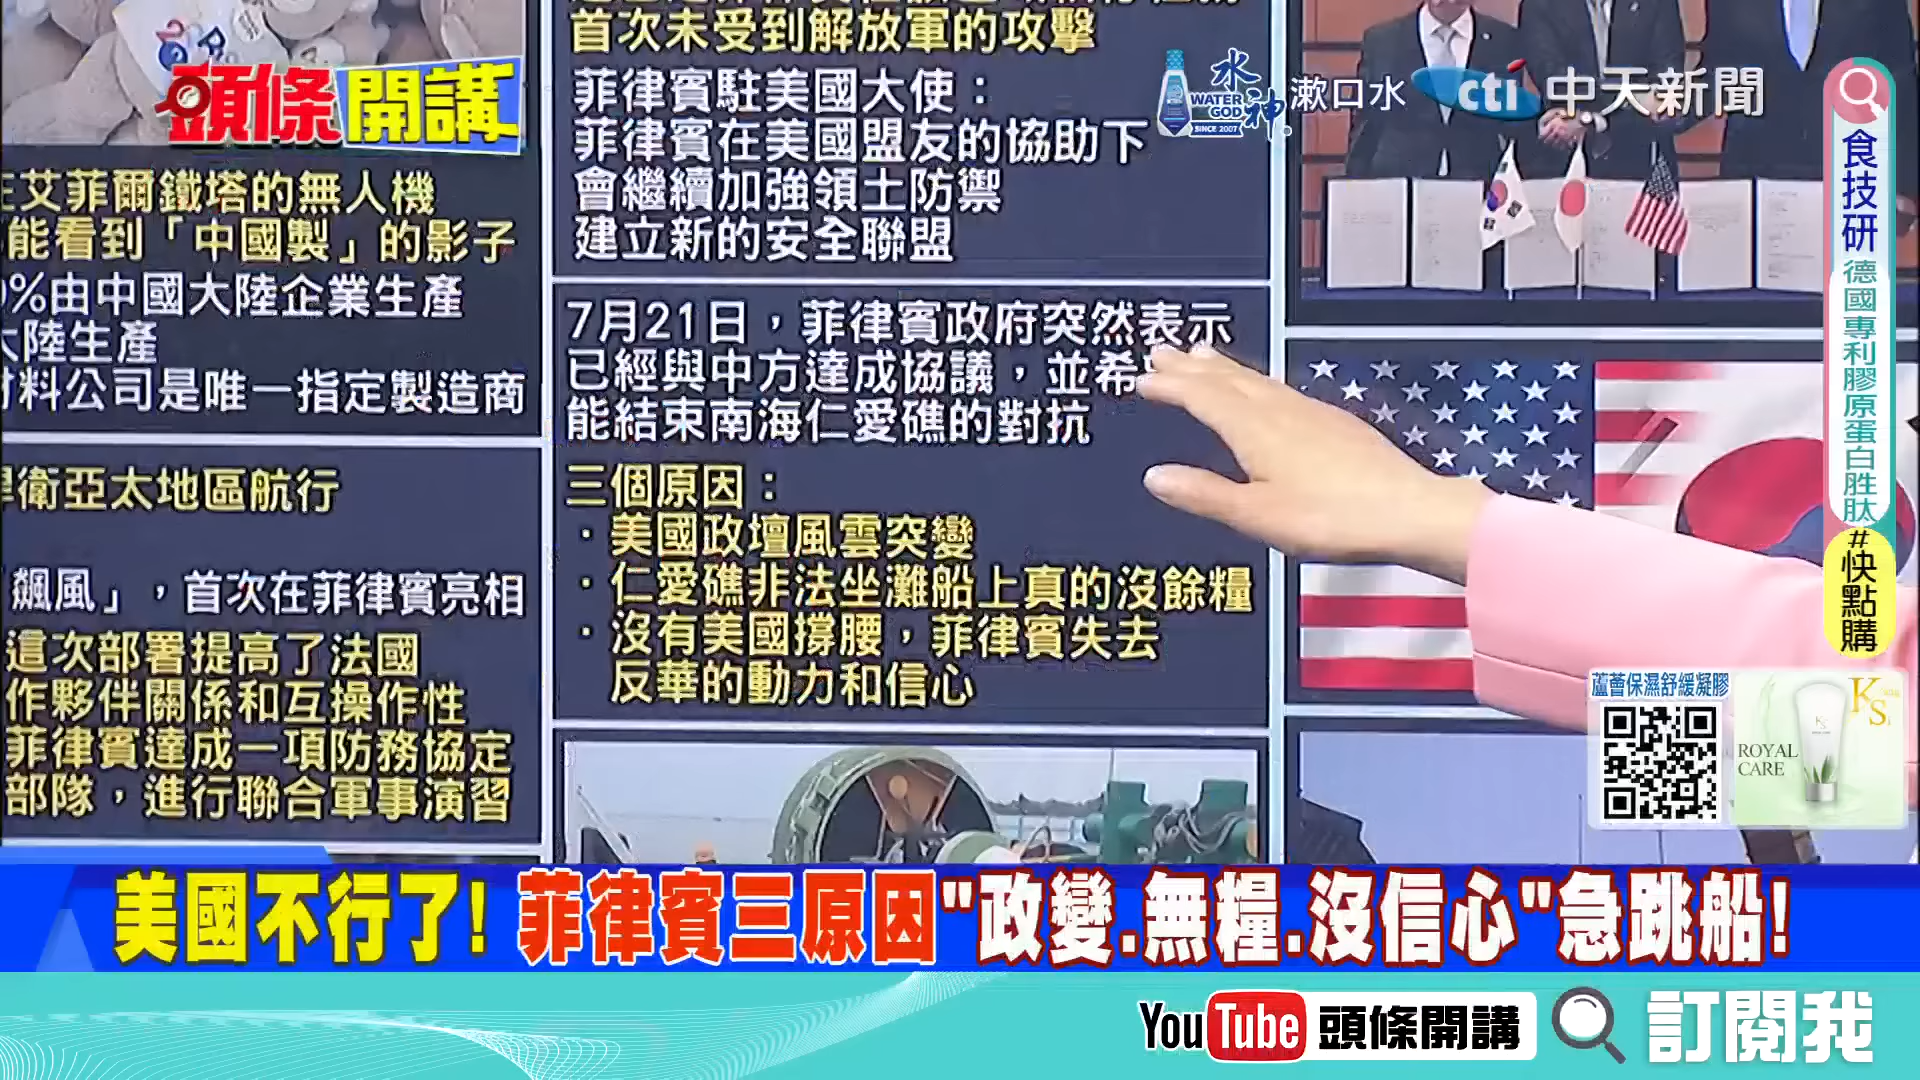 頭條開講
艾菲爾鐵塔的無人機
能看到「中國製」的影子
0%由中國大陸企業生產
大陸生產
材料公司是唯一指定製造商
衛亞太地區航行
「飆風」，首次在菲律賓亮相
這次部署提高了法國
作夥伴關係和互操作性
菲律賓達成一項防務協定
部隊，進行聯合軍事演習
首次未受到解放軍的攻擊
菲律賓駐美國大使：
菲律賓在美國盟友的協助下
會繼續加強領土防禦
建立新的安全聯盟
7月21日，菲律賓政府突然表示
已經與中方達成協議，並希
能結束南海仁愛礁的對抗
三個原因：
·美國政壇風雲突變
·仁愛礁非法坐灘船上真的沒餘糧
·沒有美國撐腰，菲律賓失去
反華的動力和信心
水神
WATER
GOD
SINCE 2007
漱口水
cti 中天新聞
食技研
德國專利膠原蛋白胜肽
#快點購
蘆薈保濕舒緩凝膠
KS
ROYAL
CARE
美國不行了! 菲律賓三原因"政變.無糧.沒信心"急跳船!
YouTube 頭條開講
訂閱我